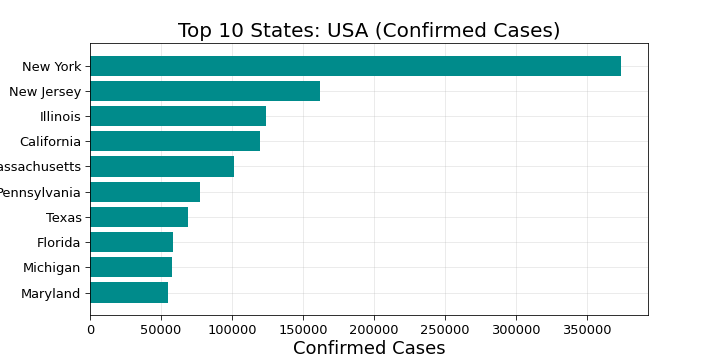 Top 10 States: USA (Confirmed Cases)
New York
New Jersey
Illinois
California
assachusetts
Pennsylvania
Texas
Florida
Michigan
Maryland
0 50000 100000 150000 200000 250000 300000 350000
Confirmed Cases